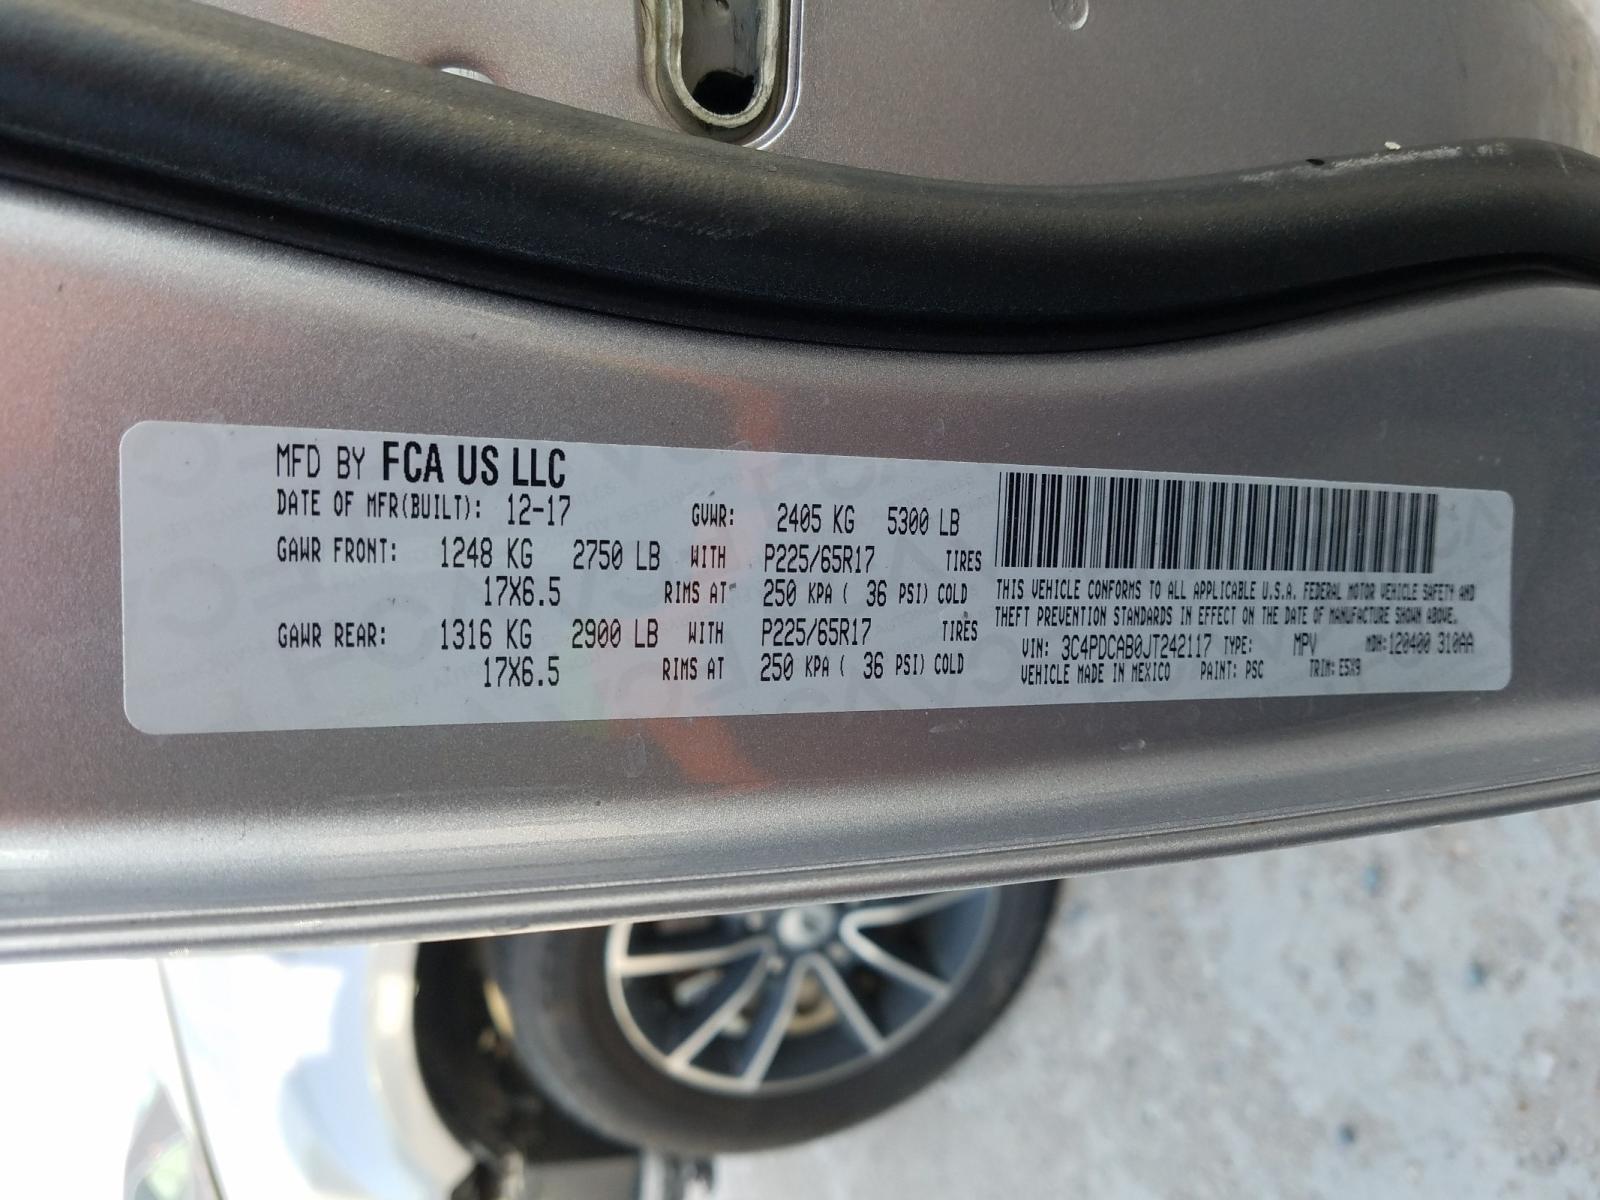 MFD BY FCA US LLC
DATE OF MFR(BUILT): 12-17 GVWR: 2405 KG 5300 LB
GAWR FRONT: 1248 KG 2750 LB WITH P225/65R17 TIRES
17X6.5 RIMS AT 250 KPA ( 36 PSI) COLD
GAWR REAR: 1316 KG 2900 LB WITH P225/65R17 TIRES
17X6.5 RIMS AT 250 KPA ( 36 PSI) COLD
THIS VEHICLE CONFORMS TO ALL APPLICABLE U.S.A. FEDERAL MOTOR VEHICLE SAFETY AND
THEFT PREVENTION STANDARDS IN EFFECT ON THE DATE OF MANUFACTURE SHOWN ABOVE.
VIN: 3C4PDCAB0JT242117 TYPE: MPV MDH: 120400 310AA
VEHICLE MADE IN MEXICO PAINT: PSC TRIM: E5X9